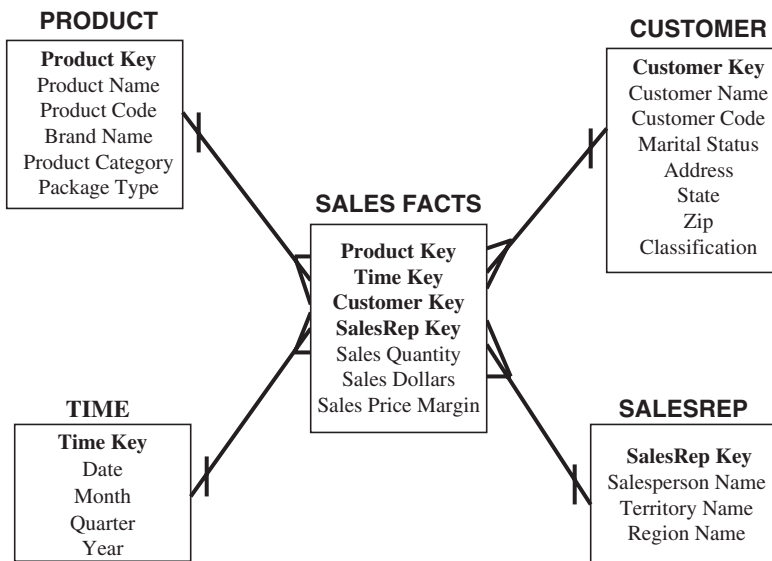 PRODUCT
Product Key
Product Name
Product Code
Brand Name
Product Category
Package Type
CUSTOMER
Customer Key
Customer Name
Customer Code
Marital Status
Address
State
Zip
Classification
SALES FACTS
Product Key
Time Key
Customer Key
SalesRep Key
Sales Quantity
Sales Dollars
Sales Price Margin
TIME
Time Key
Date
Month
Quarter
Year
SALESREP
SalesRep Key
Salesperson Name
Territory Name
Region Name